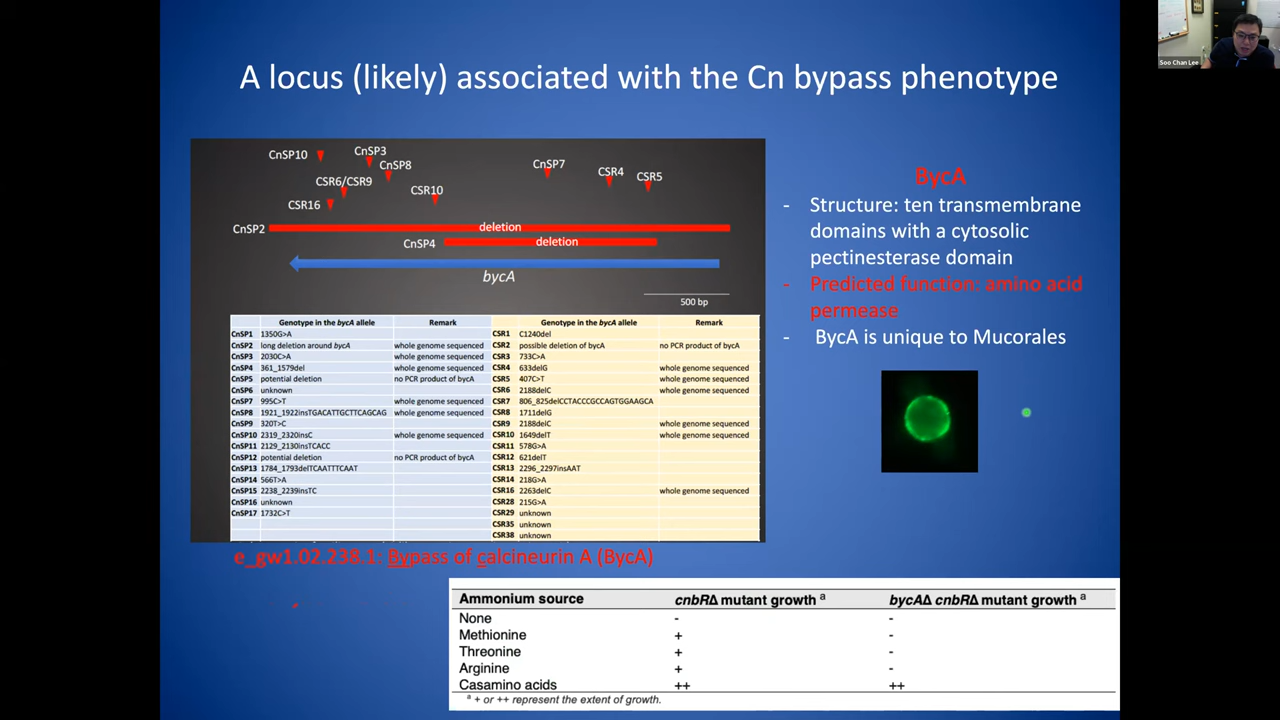 A locus (likely) associated with the Cn bypass phenotype
Soo Chan Lee
CnSP10
CnSP3
CnSP8
CSR6/CSR9
CSR16
CSR10
CnSP7
CSR4
CSR5
CnSP2
deletion
CnSP4
deletion
bycA
500 bp
Genotype in the bycA allele Remark Genotype in the bycA allele Remark
CnSP1 1350G>A CSR1 C1240del
CnSP2 long deletion around bycA whole genome sequenced CSR2 possible deletion of bycA no PCR product of bycA
CnSP3 2030C>A whole genome sequenced CSR3 733C>A
CnSP4 361_1579del whole genome sequenced CSR4 633delG whole genome sequenced
CnSP5 potential deletion no PCR product of bycA CSR5 407C>T whole genome sequenced
CnSP6 unknown CSR6 2188delC whole genome sequenced
CnSP7 995C>T whole genome sequenced CSR7 806_825delCCTACCCGCCAGTGGAAGCA
CnSP8 1921_1922insTGACATTGCTTCAGCAG whole genome sequenced CSR8 1711delG
CnSP9 320T>C CSR9 2188delC whole genome sequenced
CnSP10 2319_2320insC whole genome sequenced CSR10 1649delT whole genome sequenced
CnSP11 2129_2130insTCACC CSR11 578G>A
CnSP12 potential deletion no PCR product of bycA CSR12 621delT
CnSP13 1784_1793delTCAATTTCAAT CSR13 2296_2297insAAT
CnSP14 566T>A CSR14 218G>A
CnSP15 2238_2239insTC CSR16 2263delC whole genome sequenced
CnSP16 unknown CSR28 215G>A
CnSP17 1732C>T CSR29 unknown
CSR35 unknown
CSR38 unknown
e_gw1.02.238.1: Bypass of calcineurin A (BycA)
BycA
- Structure: ten transmembrane
domains with a cytosolic
pectinesterase domain
- Predicted function: amino acid
permease
- BycA is unique to Mucorales
Ammonium source cnbRΔ mutant growth a bycAΔ cnbRΔ mutant growth a
None - -
Methionine + -
Threonine + -
Arginine + -
Casamino acids ++ ++
a + or ++ represent the extent of growth.